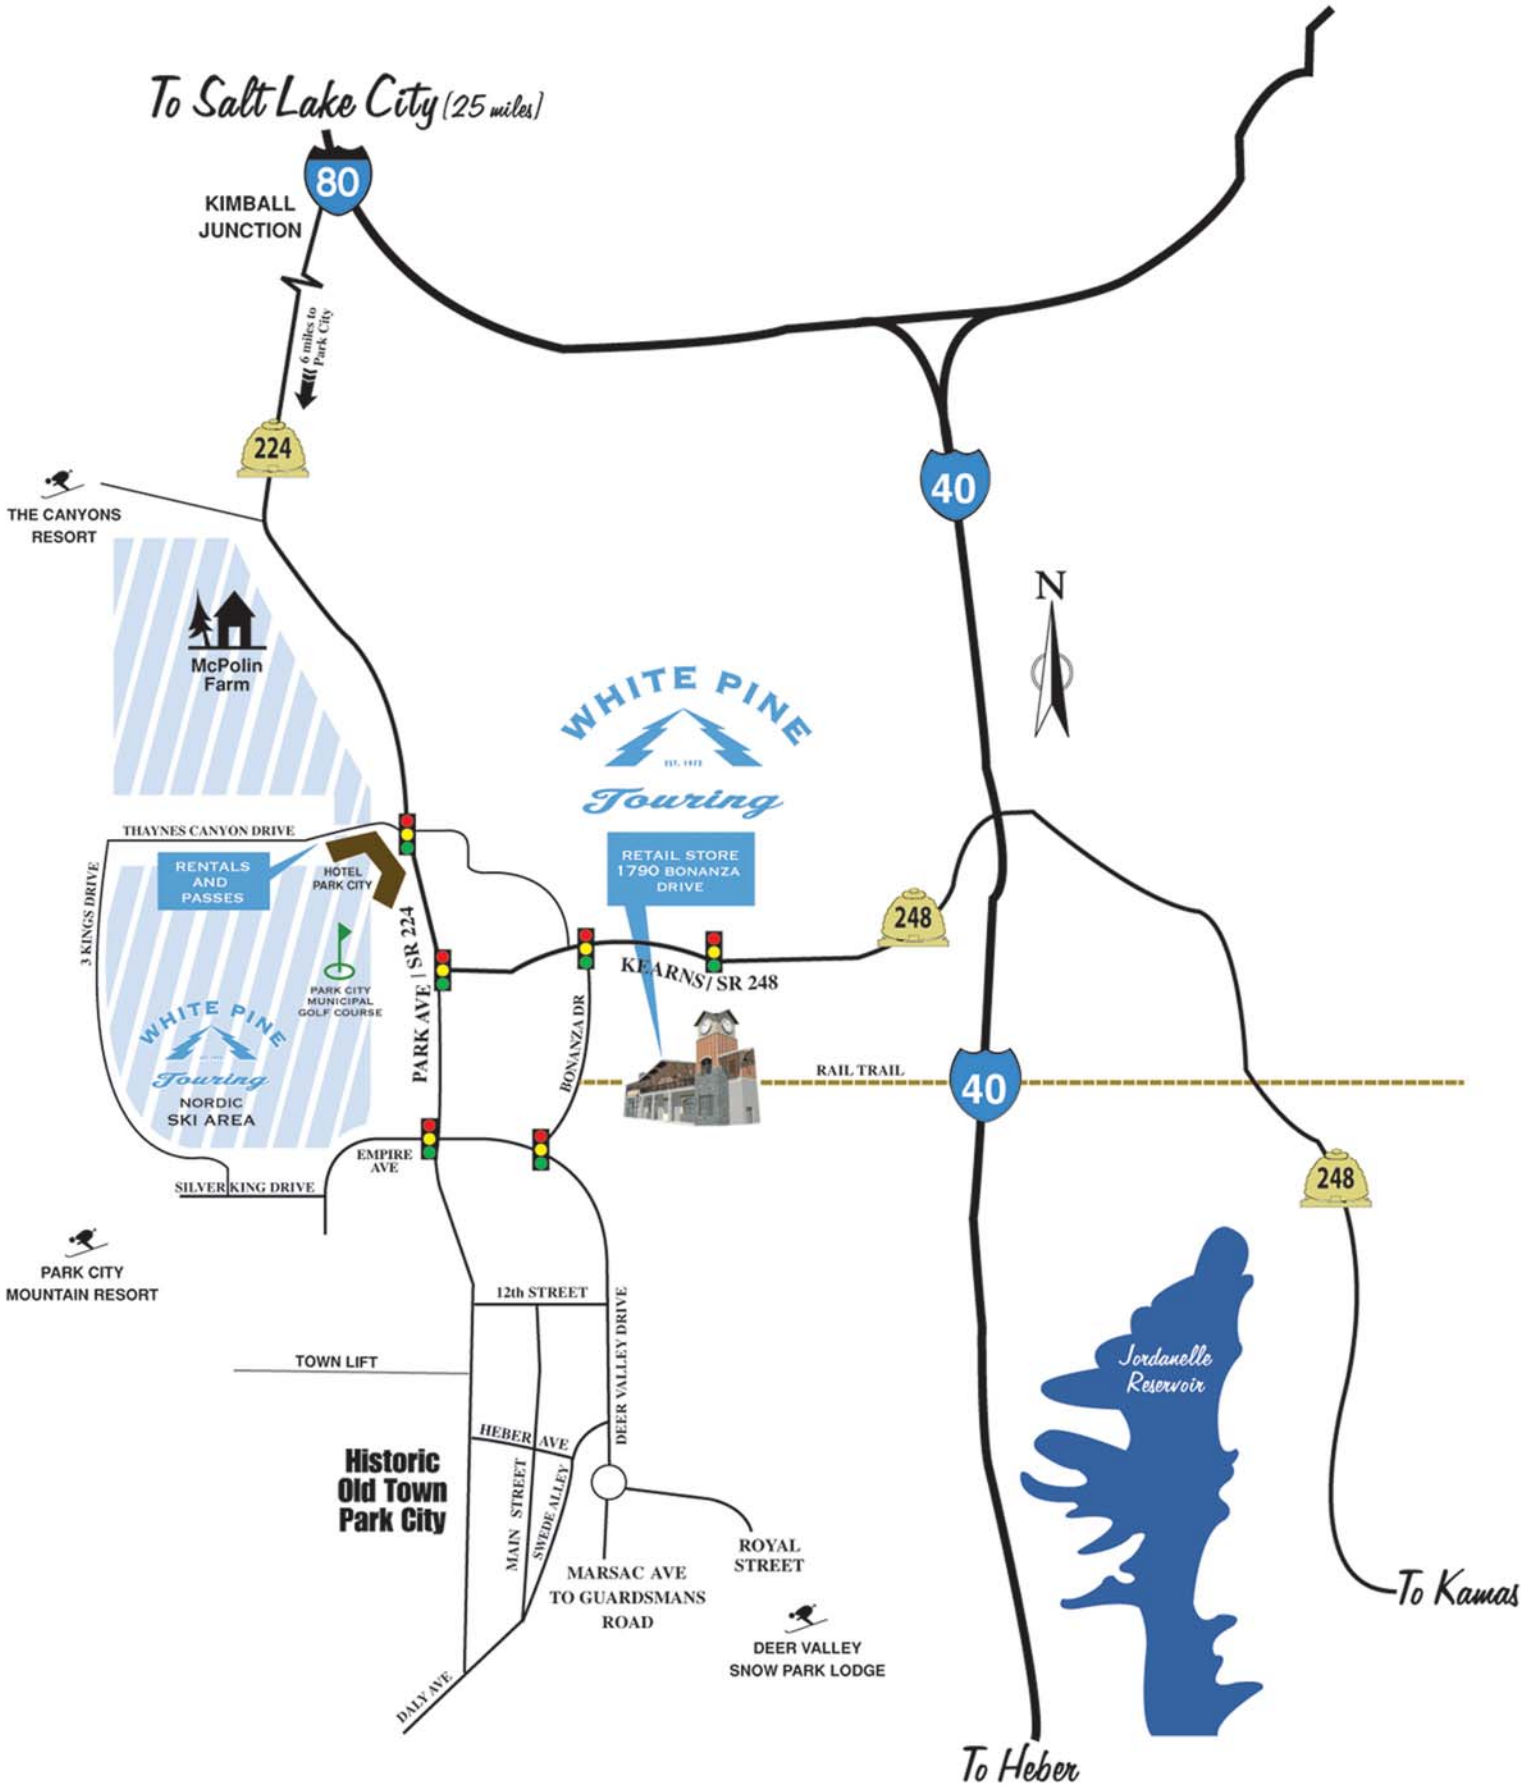 To Salt Lake City (25 miles)
80
KIMBALL
JUNCTION
6 miles to
Park City
224
40
THE CANYONS
RESORT
N
McPolin
Farm
WHITE PINE
EST. 1972
Touring
THAYNES CANYON DRIVE
RETAIL STORE
1790 BONANZA
DRIVE
RENTALS
AND
PASSES
HOTEL
PARK CITY
3 KINGS DRIVE
248
PARK AVE | SR 224
KEARNS / SR 248
PARK CITY
MUNICIPAL
GOLF COURSE
WHITE PINE
Touring
NORDIC
SKI AREA
BONANZA DR
RAIL TRAIL
40
EMPIRE
AVE
248
SILVER KING DRIVE
PARK CITY
MOUNTAIN RESORT
12th STREET
DEER VALLEY DRIVE
TOWN LIFT
Jordanelle
Reservoir
HEBER AVE
Historic
Old Town
Park City
MAIN STREET
SWEDE ALLEY
ROYAL
STREET
MARSAC AVE
TO GUARDSMANS
ROAD
To Kamas
DEER VALLEY
SNOW PARK LODGE
DALY AVE
To Heber